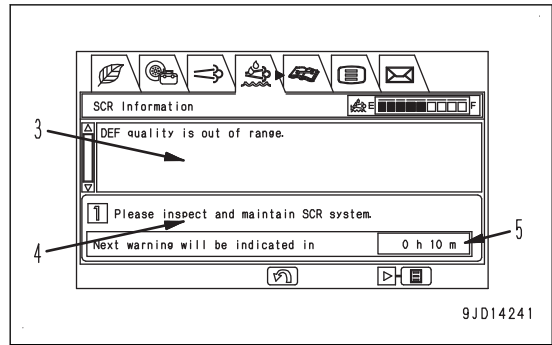 SCR Information
E F
3
DEF quality is out of range.
1 Please inspect and maintain SCR system.
4
Next warning will be indicated in 0 h 10 m
5
9JD14241